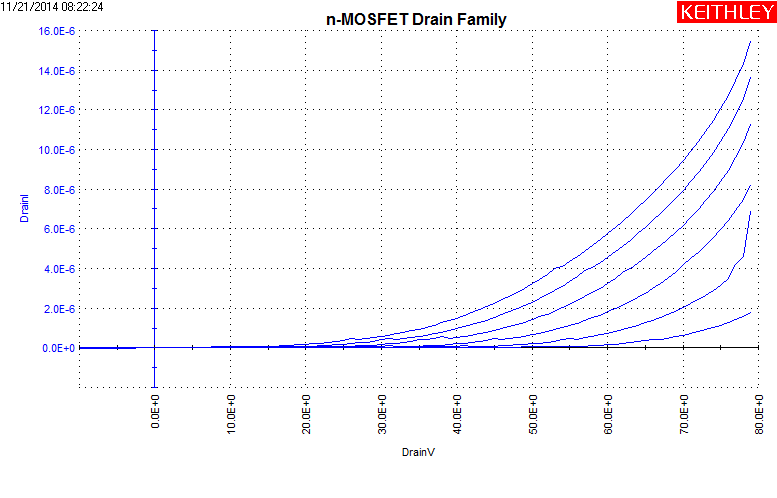 11/21/2014 08:22:24
KEITHLEY
n-MOSFET Drain Family
16.0E-6
14.0E-6
12.0E-6
10.0E-6
8.0E-6
6.0E-6
4.0E-6
2.0E-6
0.0E+0
DrainI
0.0E+0
10.0E+0
20.0E+0
30.0E+0
40.0E+0
50.0E+0
60.0E+0
70.0E+0
80.0E+0
DrainV